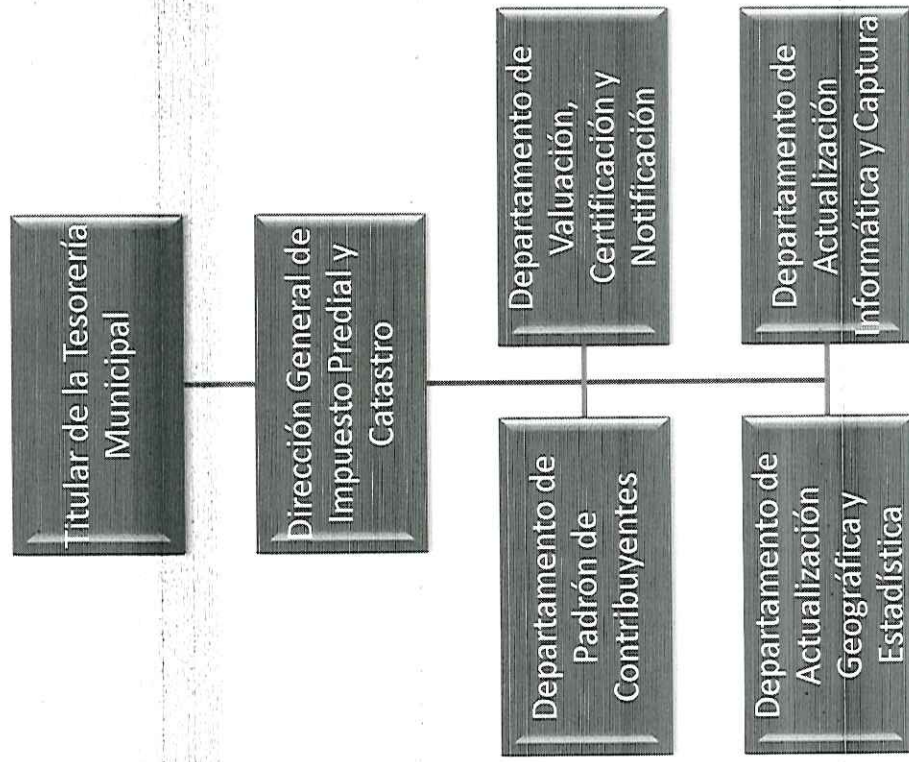 Titular de la Tesorería
Municipal
Dirección General de
Impuesto Predial y
Catastro
Departamento de
Padrón de
Contribuyentes
Departamento de
Valuación,
Certificación y
Notificación
Departamento de
Actualización
Geográfica y
Estadística
Departamento de
Actualización
Informática y Captura